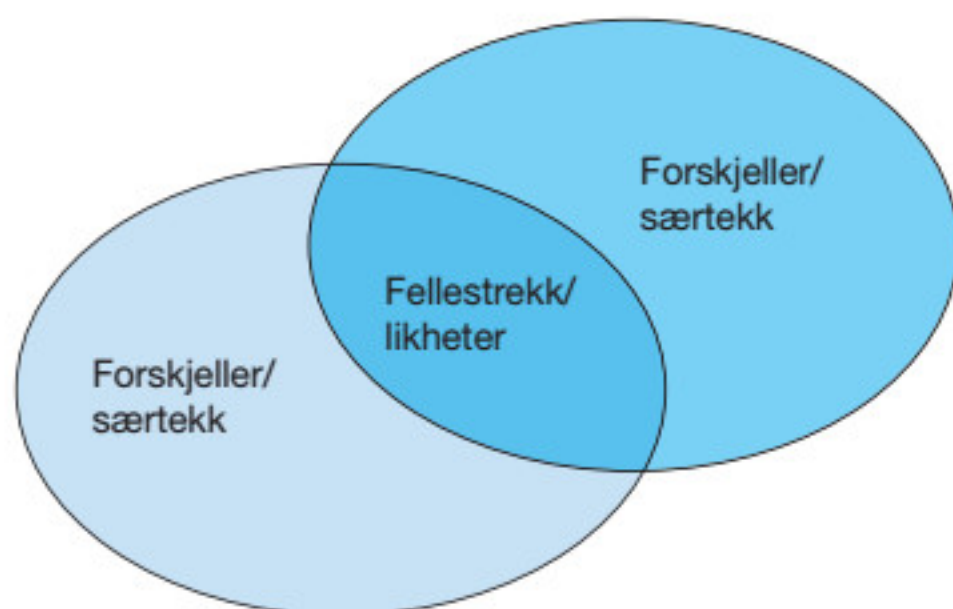 Forskjeller/
særtekk
Fellestrekk/
likheter
Forskjeller/
særtekk